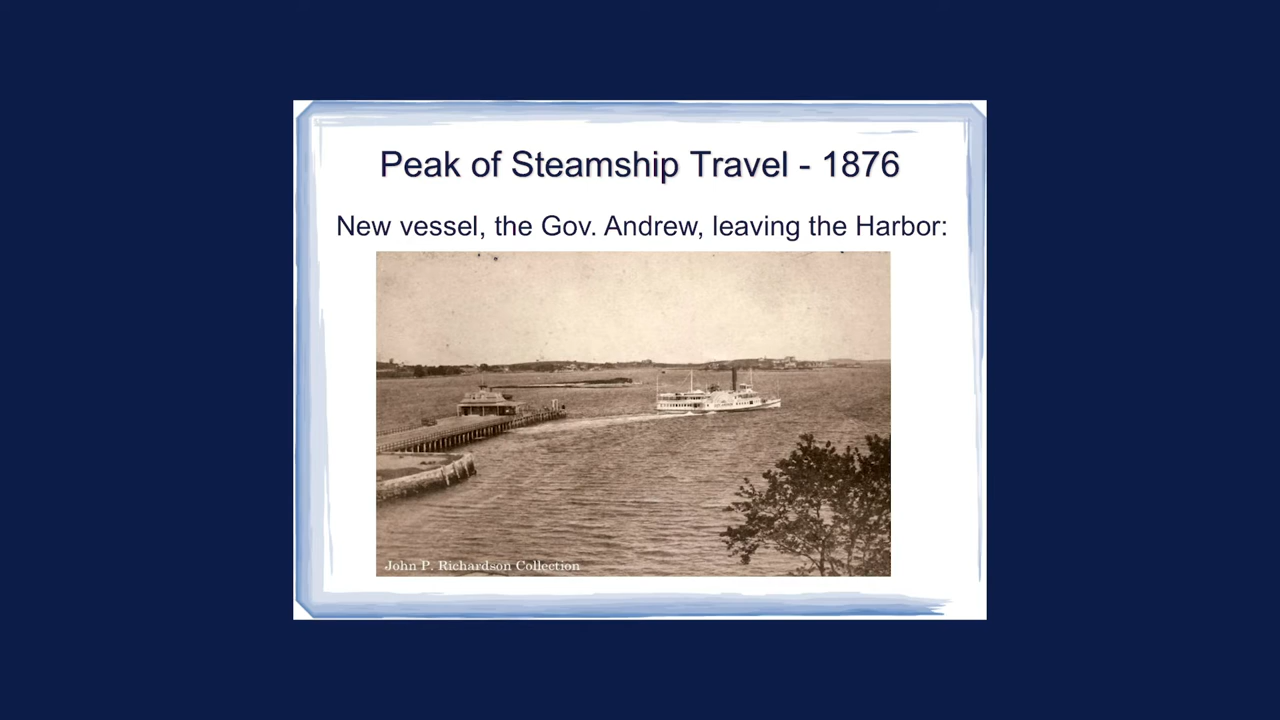 Peak of Steamship Travel - 1876
New vessel, the Gov. Andrew, leaving the Harbor:
John P. Richardson Collection